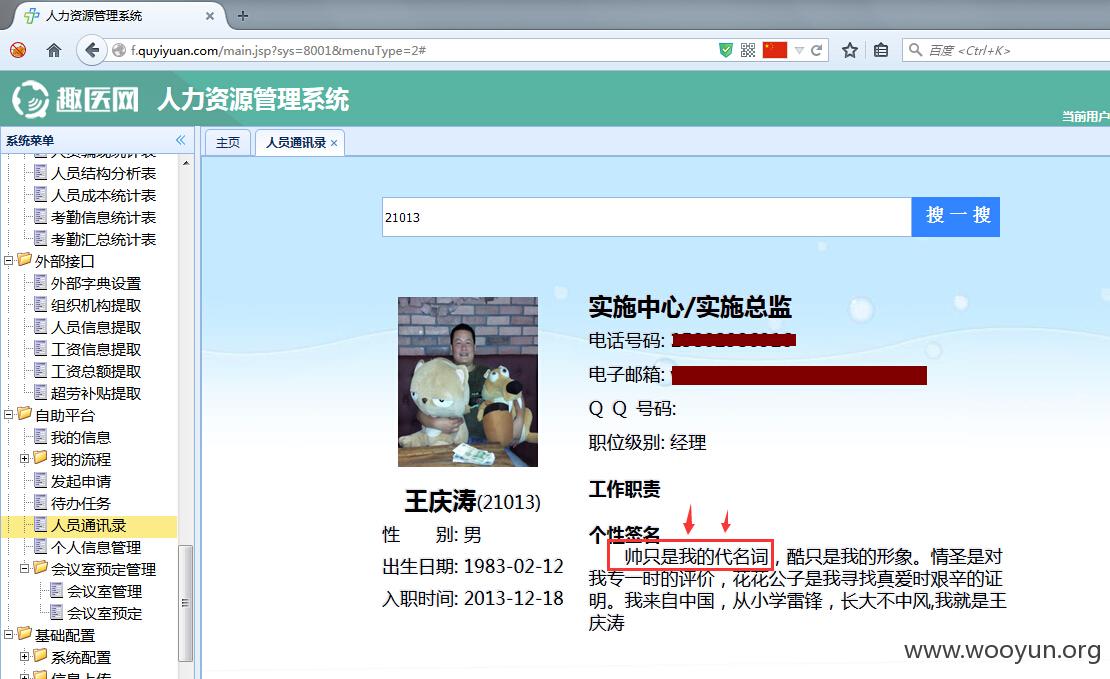 人力资源管理系统
f.quyiyuan.com/main.jsp?sys=8001&menuType=2#
百度 <Ctrl+K>
趣医网 人力资源管理系统
当前用户
系统菜单
主页
人员通讯录
人员编规统计表
人员结构分析表
人员成本统计表
考勤信息统计表
考勤汇总统计表
外部接口
外部字典设置
组织机构提取
人员信息提取
工资信息提取
工资总额提取
超劳补贴提取
自助平台
我的信息
我的流程
发起申请
待办任务
人员通讯录
个人信息管理
会议室预定管理
会议室管理
会议室预定
基础配置
系统配置
信息上传
21013
搜 一 搜
王庆涛(21013)
性 别: 男
出生日期: 1983-02-12
入职时间: 2013-12-18
实施中心/实施总监
电话号码:
电子邮箱:
Q Q 号码:
职位级别: 经理
工作职责
个性签名
帅只是我的代名词，酷只是我的形象。情圣是对
我专一时的评价，花花公子是我寻找真爱时艰辛的证
明。我来自中国，从小学雷锋，长大不中风,我就是王
庆涛
www.wooyun.org